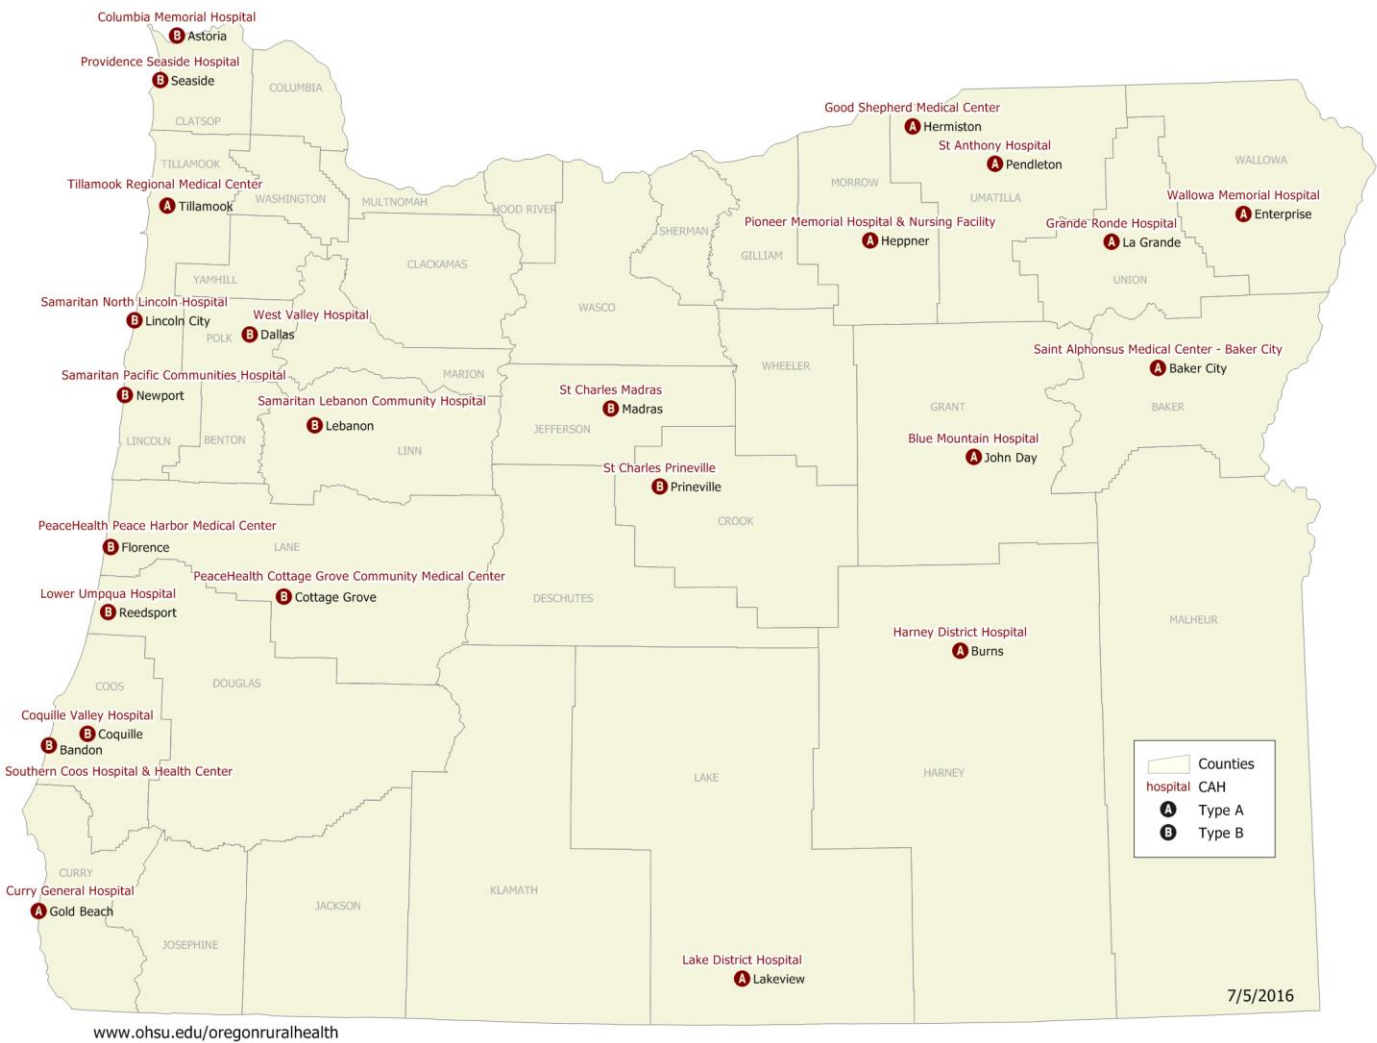 Columbia Memorial Hospital
B Astoria
Providence Seaside Hospital
B Seaside
COLUMBIA
CLATSOP
Good Shepherd Medical Center
A Hermiston
St Anthony Hospital
A Pendleton
TILLAMOOK
WALLOWA
Tillamook Regional Medical Center
A Tillamook
WASHINGTON
MULTNOMAH
HOOD RIVER
MORROW
UMATILLA
Wallowa Memorial Hospital
A Enterprise
SHERMAN
Pioneer Memorial Hospital & Nursing Facility
A Heppner
Grande Ronde Hospital
A La Grande
GILLIAM
CLACKAMAS
YAMHILL
UNION
Samaritan North Lincoln Hospital
B Lincoln City
West Valley Hospital
B Dallas
POLK
WASCO
Saint Alphonsus Medical Center - Baker City
A Baker City
WHEELER
MARION
Samaritan Pacific Communities Hospital
B Newport
St Charles Madras
B Madras
Samaritan Lebanon Community Hospital
B Lebanon
GRANT
BAKER
JEFFERSON
LINCOLN
BENTON
LINN
Blue Mountain Hospital
A John Day
St Charles Prineville
B Prineville
CROOK
PeaceHealth Peace Harbor Medical Center
B Florence
LANE
PeaceHealth Cottage Grove Community Medical Center
B Cottage Grove
Lower Umpqua Hospital
B Reedsport
DESCHUTES
MALHEUR
Harney District Hospital
A Burns
COOS
DOUGLAS
Coquille Valley Hospital
B Coquille
B Bandon
Southern Coos Hospital & Health Center
LAKE
HARNEY
Counties
hospital CAH
A Type A
B Type B
CURRY
Curry General Hospital
A Gold Beach
KLAMATH
JACKSON
JOSEPHINE
Lake District Hospital
A Lakeview
7/5/2016
www.ohsu.edu/oregonruralhealth